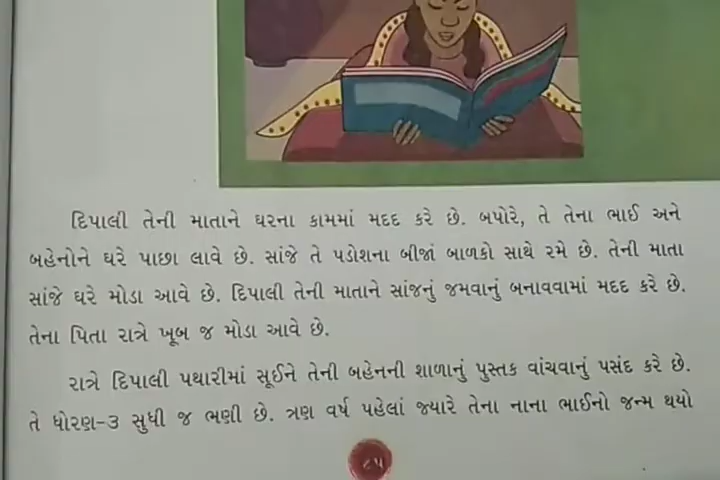 દિપાલી તેની માતાને ઘરના કામમાં મદદ કરે છે. બપોરે, તે તેના ભાઈ અને
બહેનોને ઘરે પાછા લાવે છે. સાંજે તે પડોશના બીજાં બાળકો સાથે રમે છે. તેની માતા
સાંજે ઘરે મોડા આવે છે. દિપાલી તેની માતાને સાંજનું જમવાનું બનાવવામાં મદદ કરે છે.
તેના પિતા રાત્રે ખૂબ જ મોડા આવે છે.
રાત્રે દિપાલી પથારીમાં સૂઈને તેની બહેનની શાળાનું પુસ્તક વાંચવાનું પસંદ કરે છે.
તે ધોરણ-૩ સુધી જ ભણી છે. ત્રણ વર્ષ પહેલાં જ્યારે તેના નાના ભાઈનો જન્મ થયો
૮૫